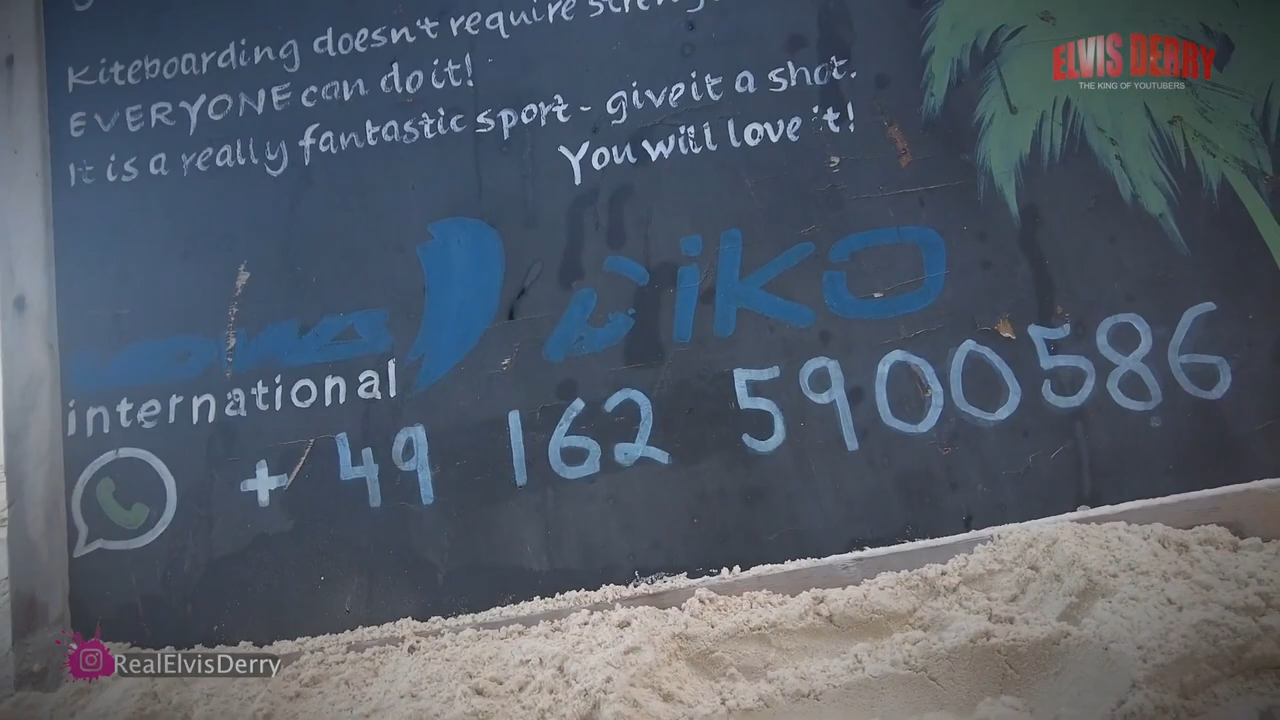 Kiteboarding doesn't require
EVERYONE can do it!
It is a really fantastic sport - give it a shot.
You will love it!
iKO
international
+49 162 5900586
ELVIS DERRY
THE KING OF YOUTUBERS
RealElvisDerry